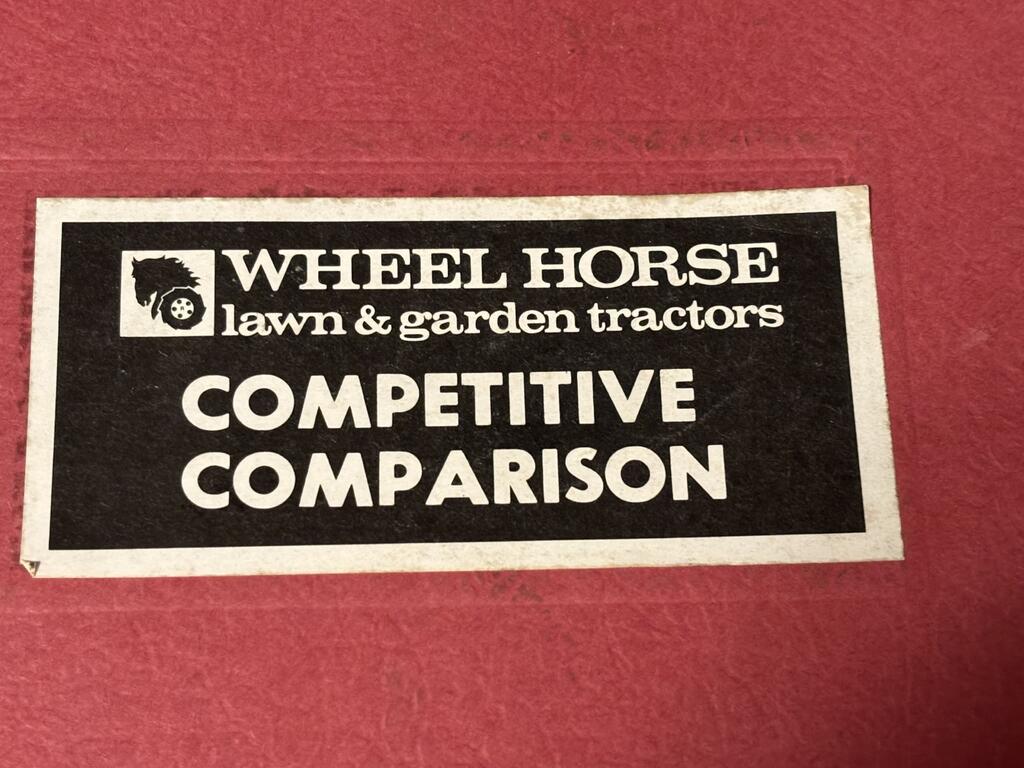 WHEEL HORSE
lawn & garden tractors
COMPETITIVE
COMPARISON